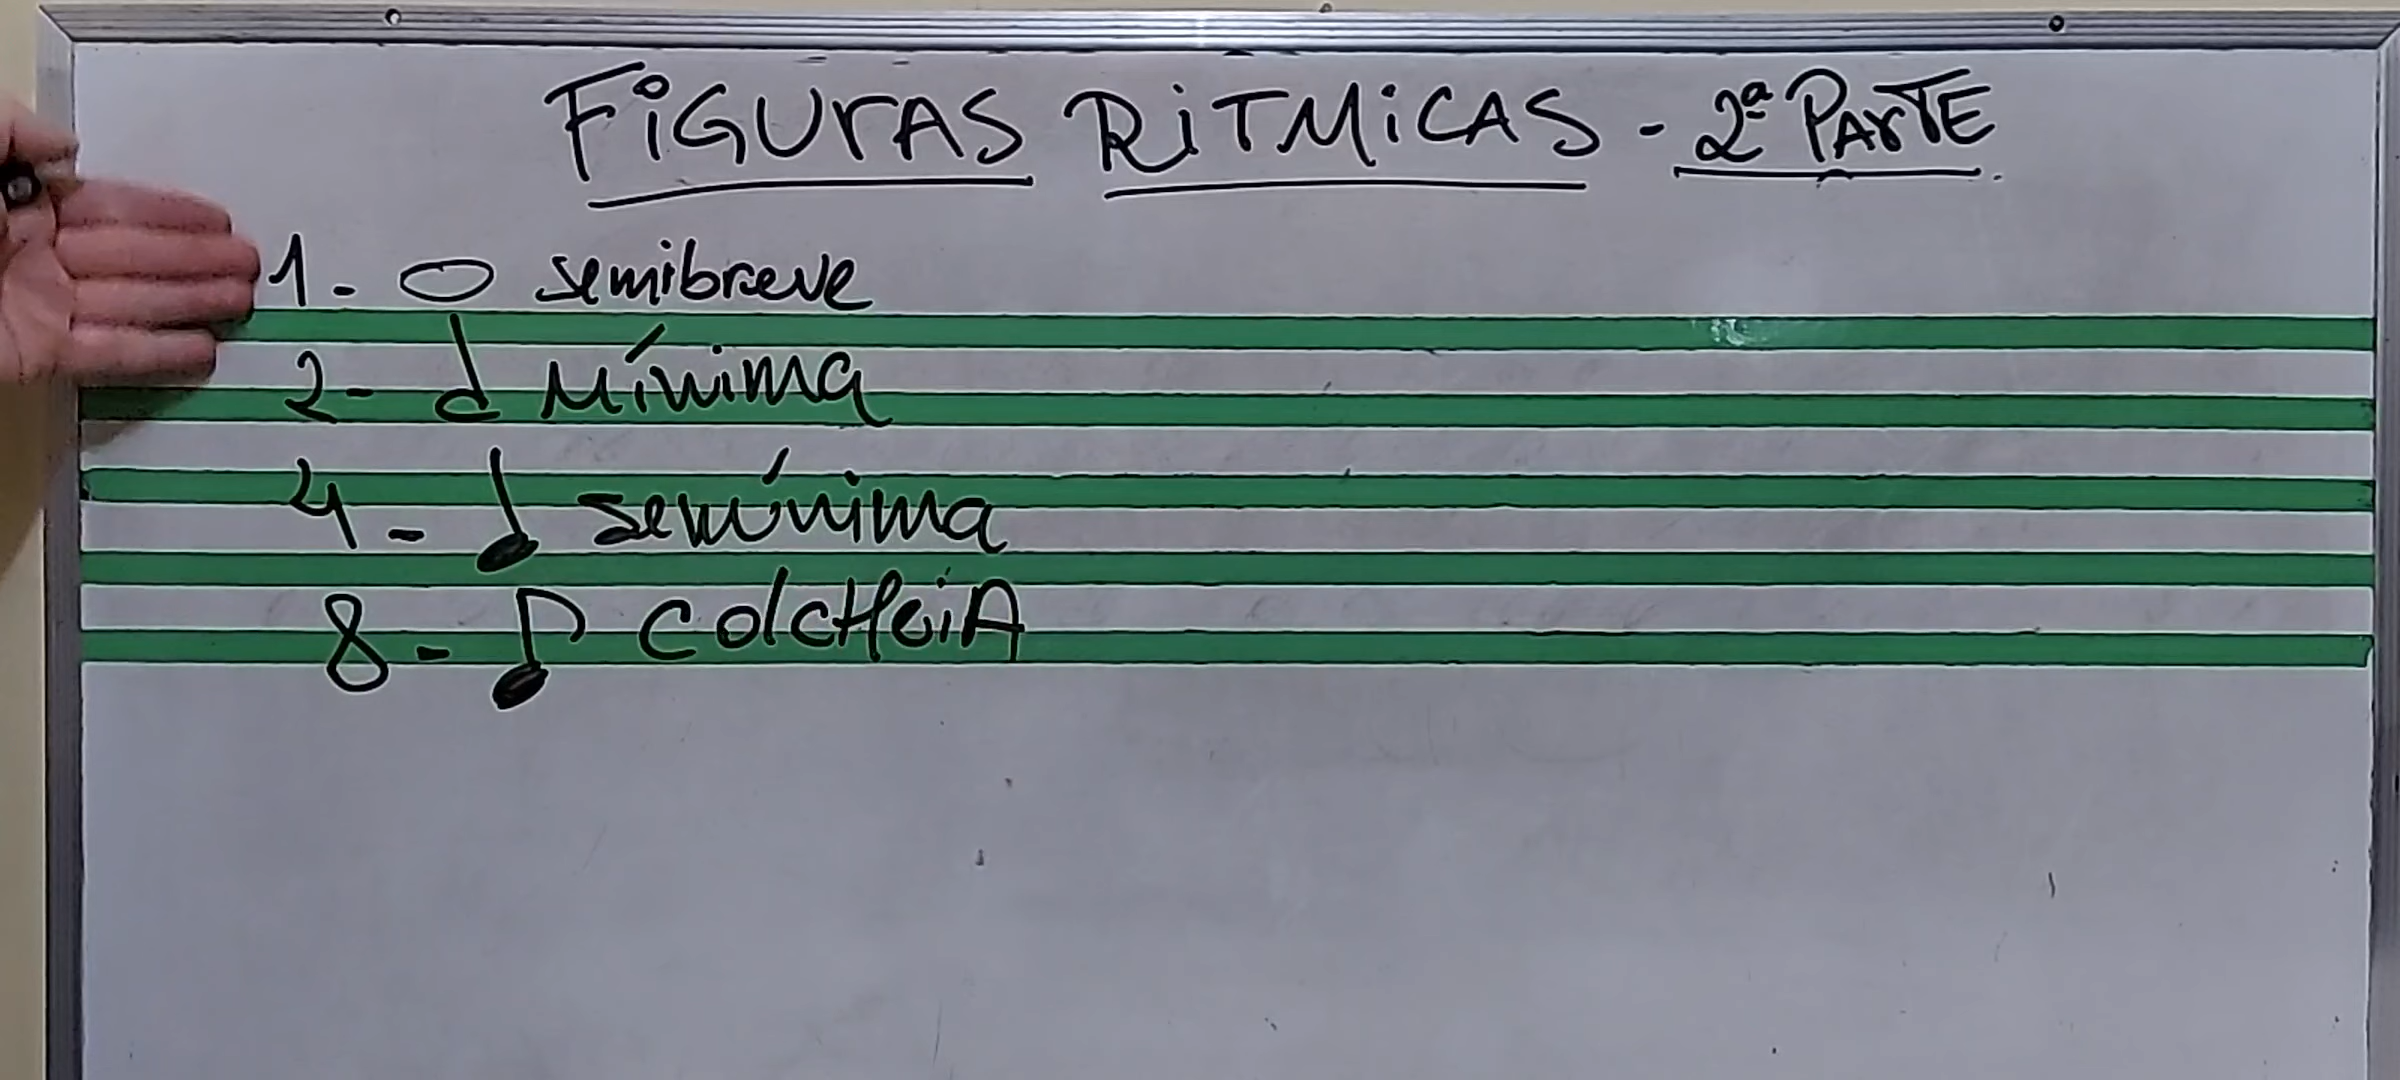 FiGUrAS RiTMiCAS - 2ª PArTE
1- semibreve
2- Mínima
4- semínima
8- colcHeiA